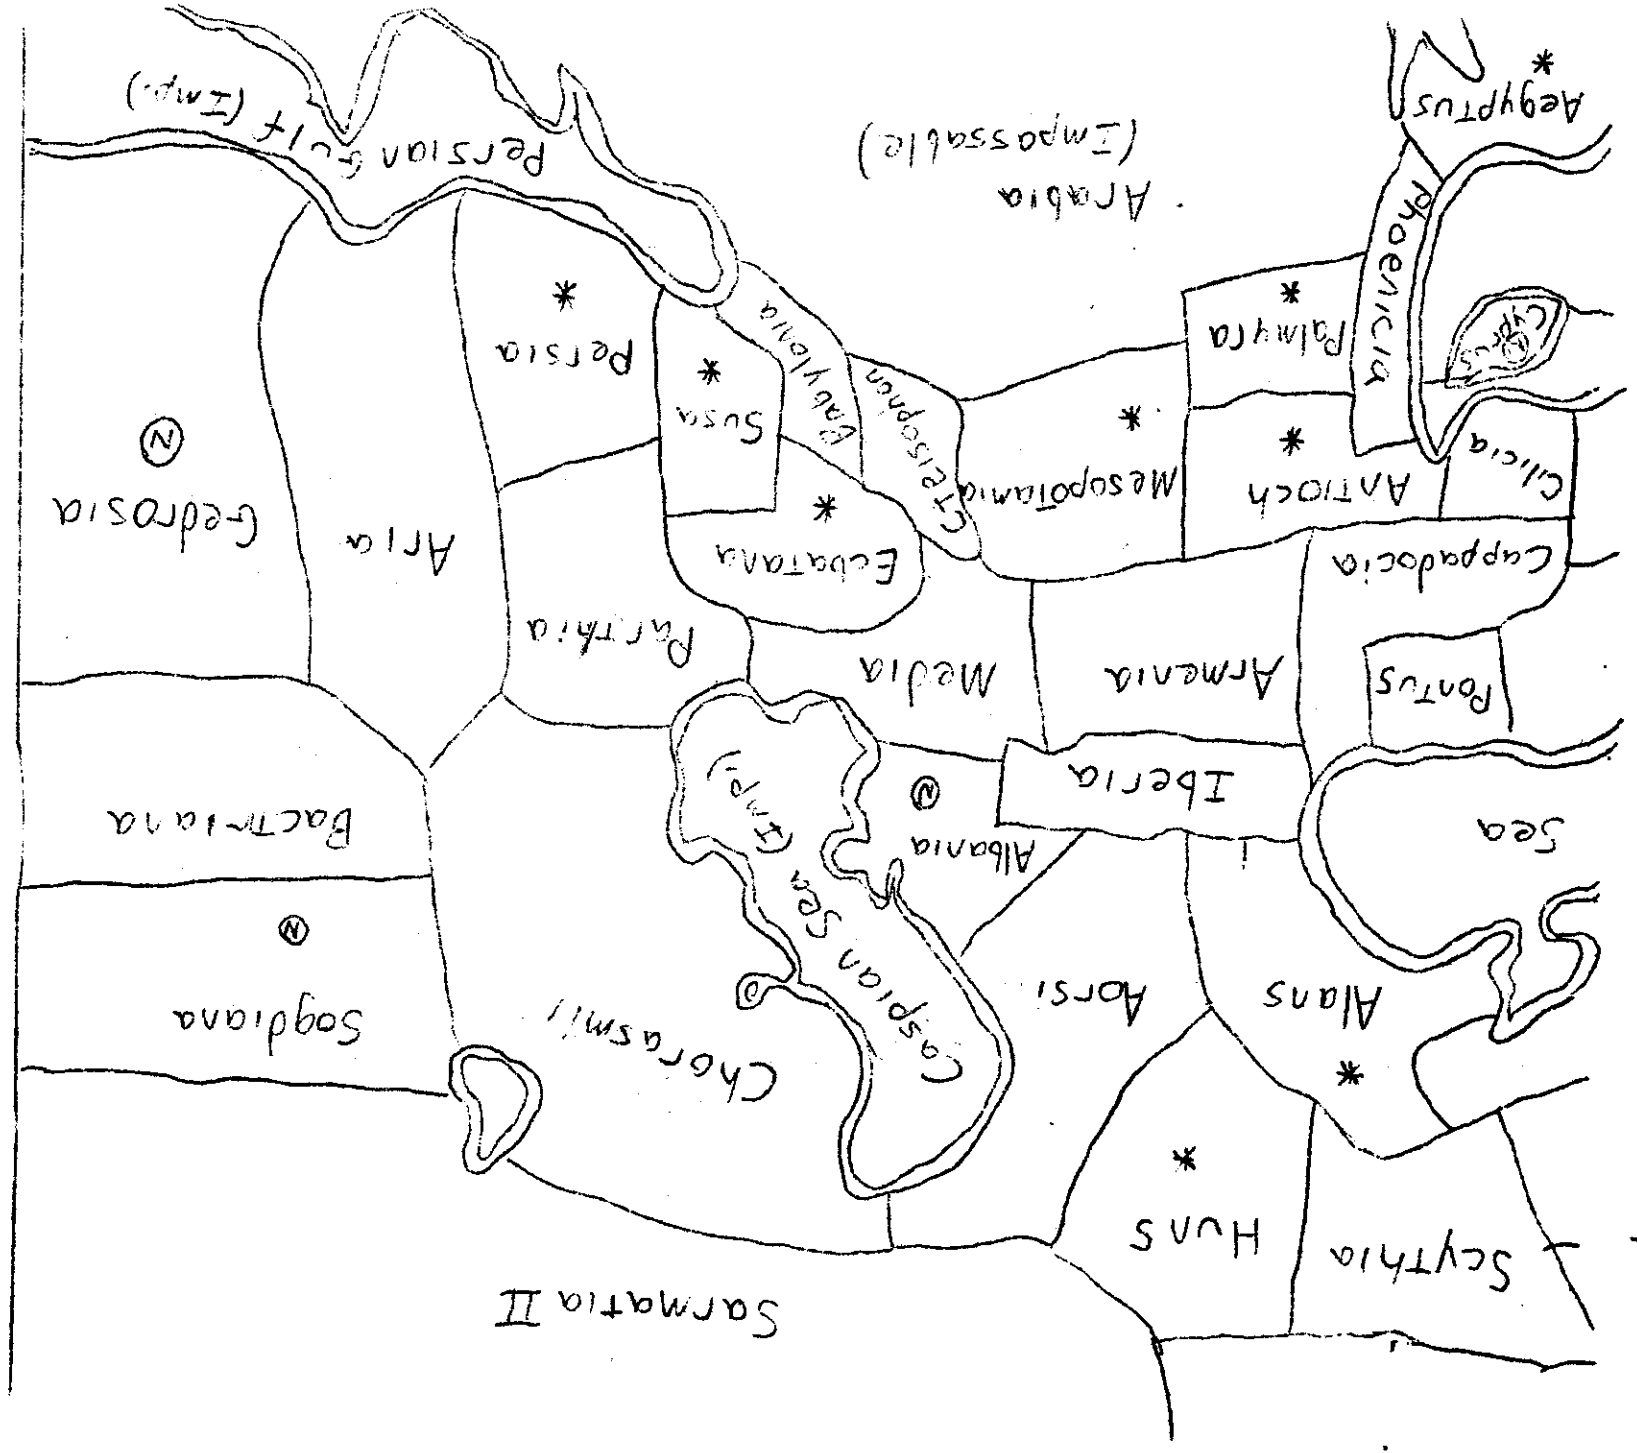 Sarmatia II
Scythia
Huns
*
*
Alans
Aorsi
Chorasmii
Sogdiana
N
Caspian Sea
(Imp.)
Sea
Albania
N
Iberia
Bactriana
Pontus
Armenia
Media
Parthia
Cappadocia
Ecbatana
*
Aria
Gedrosia
N
Cilicia
Antioch
*
Mesopotamia
*
Cteisophon
Babylonia
Susa
*
Cyprus
N
Phoenicia
Palmyra
*
Persia
*
Arabia
(Impassable)
Persian Gulf (Imp.)
Aegyptus
*